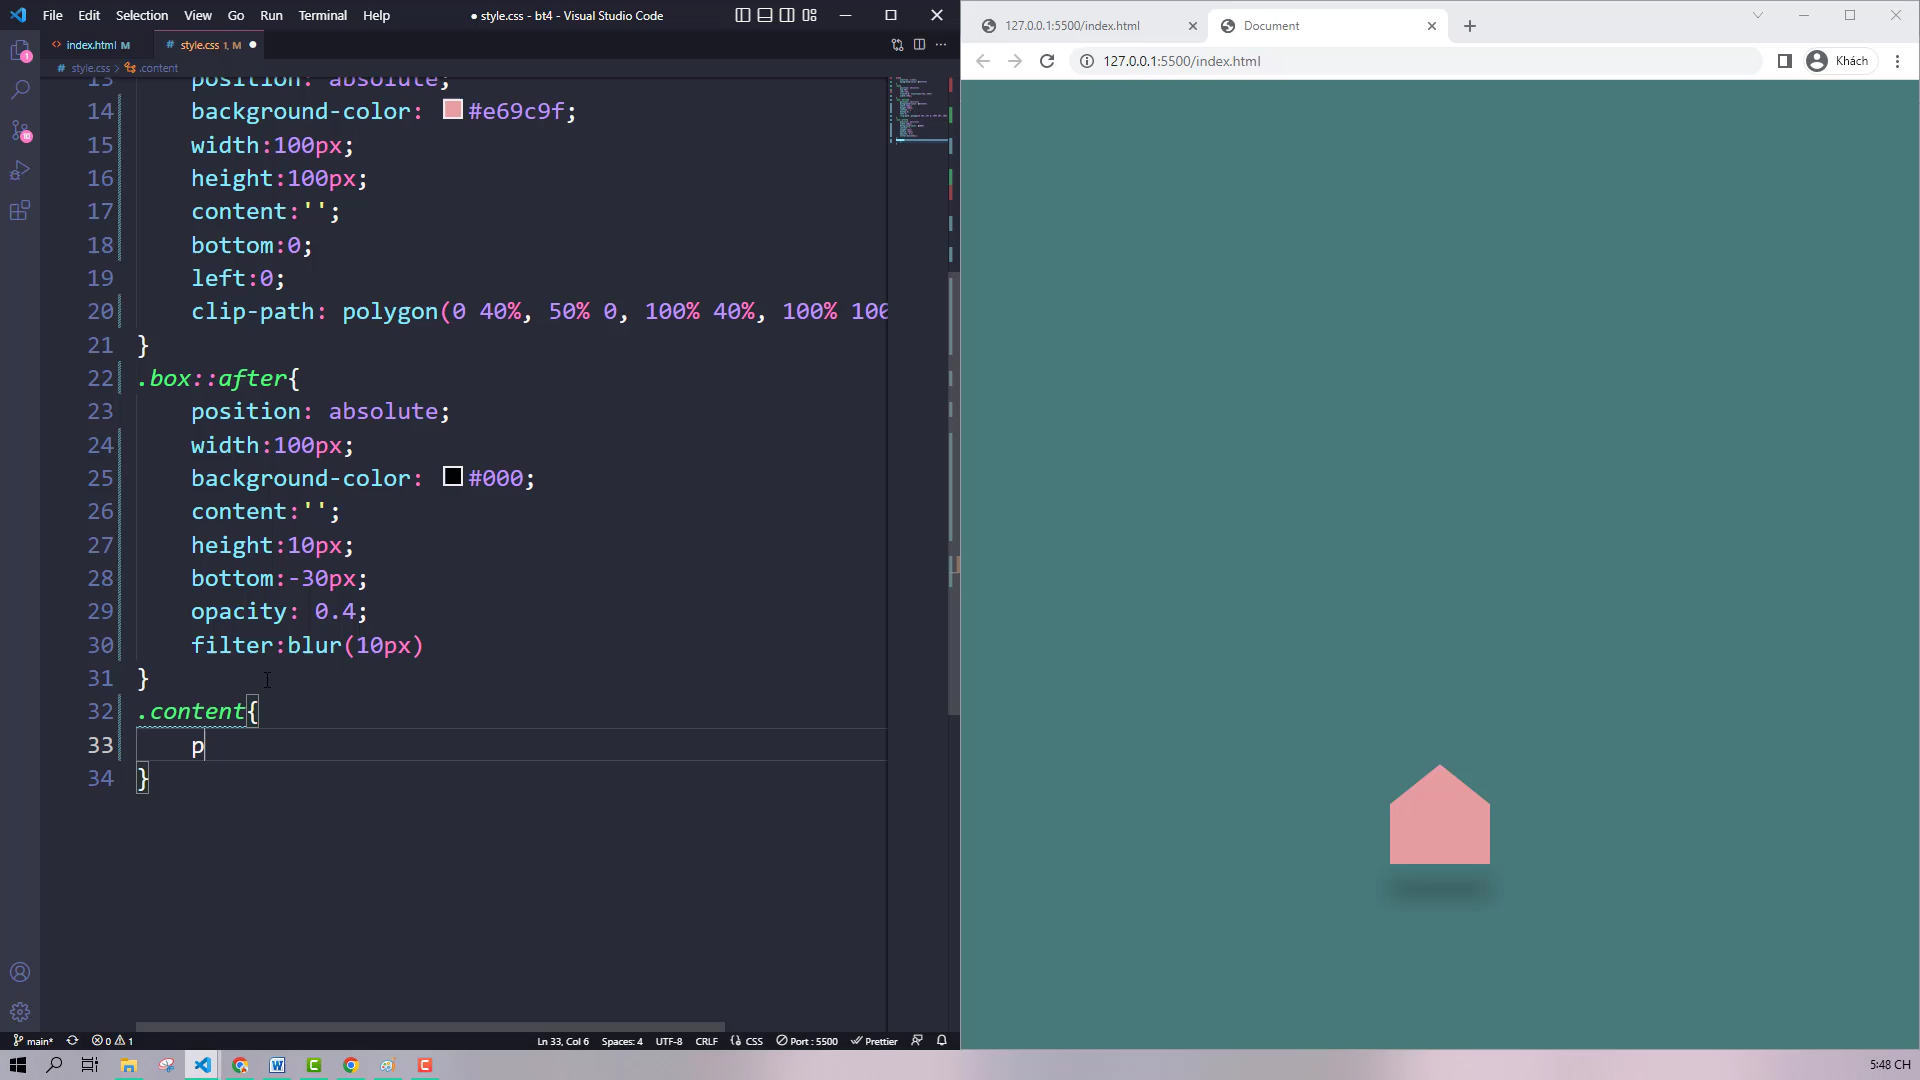 File Edit Selection View Go Run Terminal Help
● style.css - bt4 - Visual Studio Code
127.0.0.1:5500/index.html
Document
index.html M
# style.css 1, M ●
127.0.0.1:5500/index.html
Khách
# style.css > .content
13 position: absolute;
14 background-color: #e69c9f;
15 width:100px;
16 height:100px;
17 content:'';
18 bottom:0;
19 left:0;
20 clip-path: polygon(0 40%, 50% 0, 100% 40%, 100% 100
21 }
22 .box::after{
23 position: absolute;
24 width:100px;
25 background-color: #000;
26 content:'';
27 height:10px;
28 bottom:-30px;
29 opacity: 0.4;
30 filter:blur(10px)
31 }
32 .content{
33 p
34 }
main* 0 1 Ln 33, Col 6 Spaces: 4 UTF-8 CRLF CSS Port : 5500 Prettier
5:48 CH